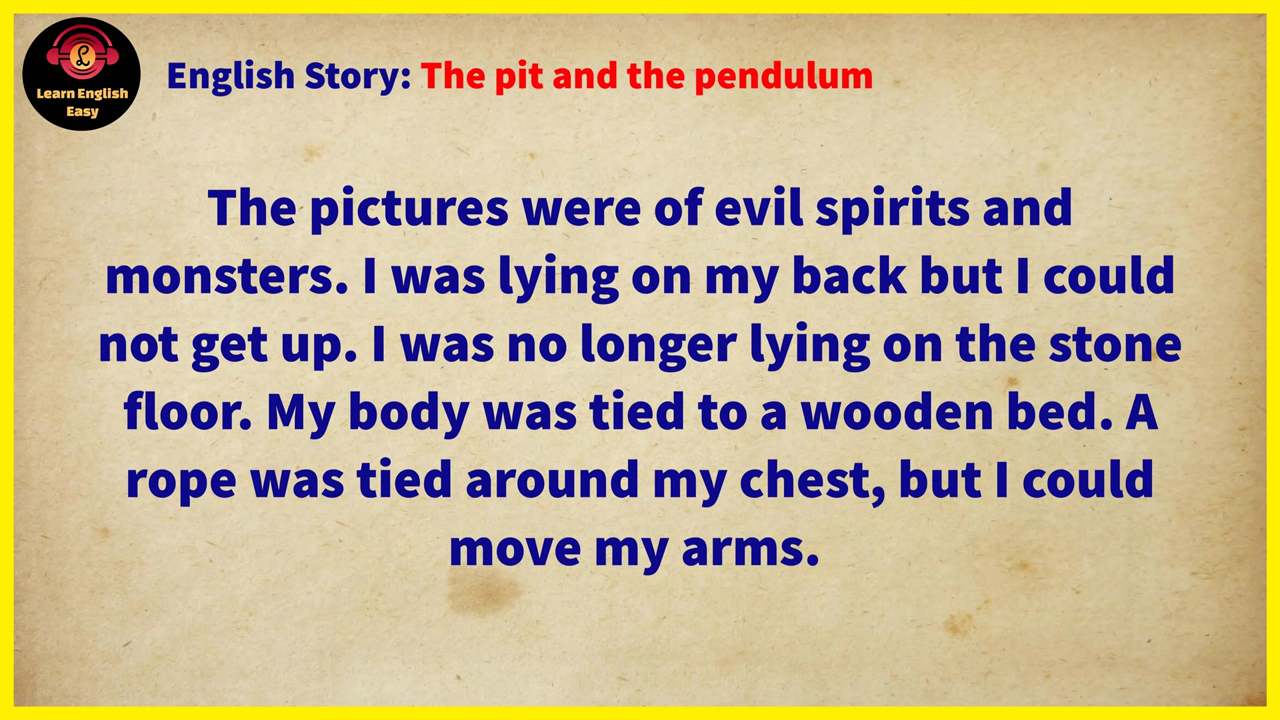 Learn English
Easy
English Story: The pit and the pendulum
The pictures were of evil spirits and
monsters. I was lying on my back but I could
not get up. I was no longer lying on the stone
floor. My body was tied to a wooden bed. A
rope was tied around my chest, but I could
move my arms.